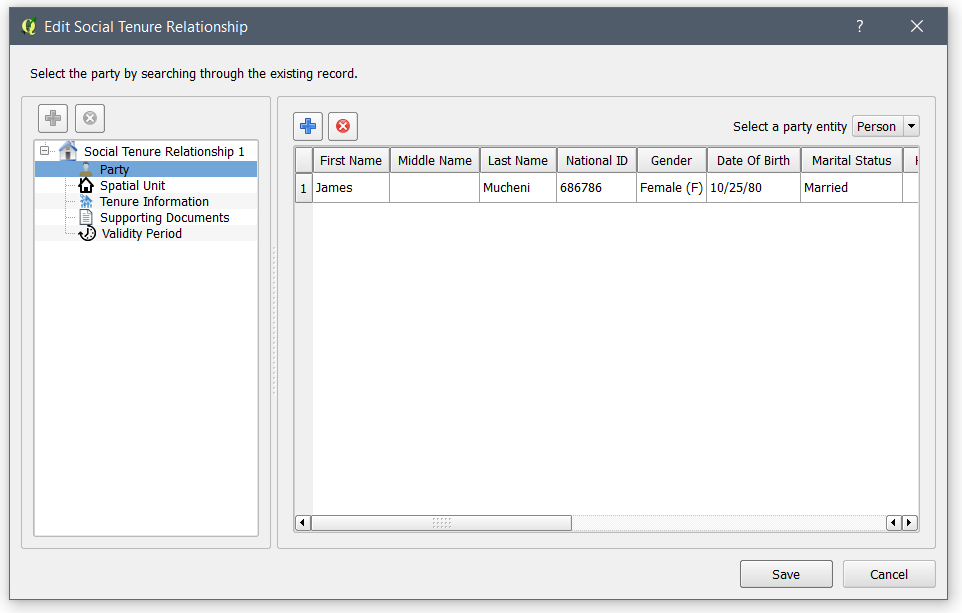 Edit Social Tenure Relationship
?
Select the party by searching through the existing record.
Select a party entity Person
Social Tenure Relationship 1
Party
Spatial Unit
Tenure Information
Supporting Documents
Validity Period
First Name Middle Name Last Name National ID Gender Date Of Birth Marital Status
1 James Mucheni 686786 Female (F) 10/25/80 Married
Save Cancel